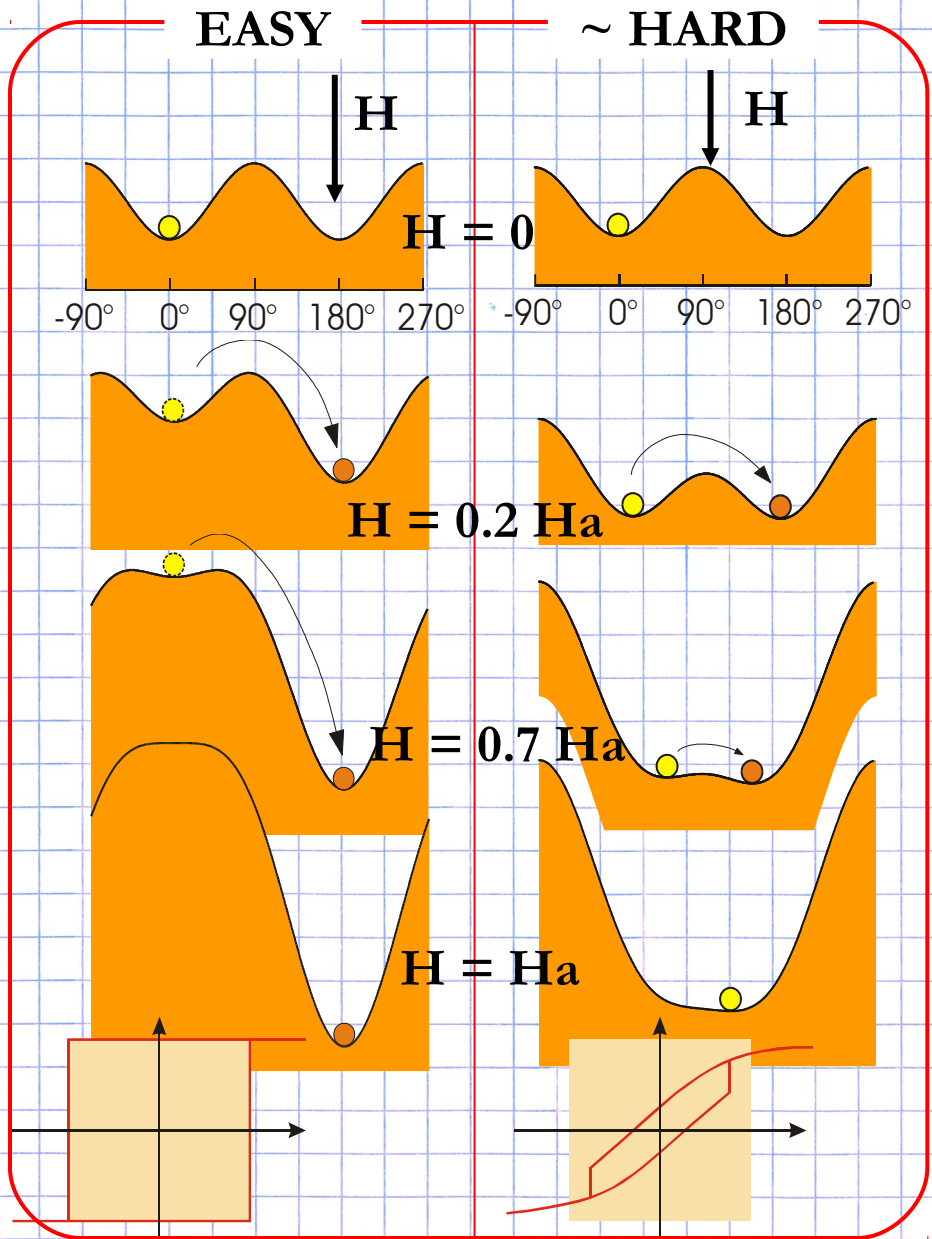 EASY
~ HARD
H
H
H = 0
-90° 0° 90° 180° 270°
-90° 0° 90° 180° 270°
H = 0.2 Ha
H = 0.7 Ha
H = Ha